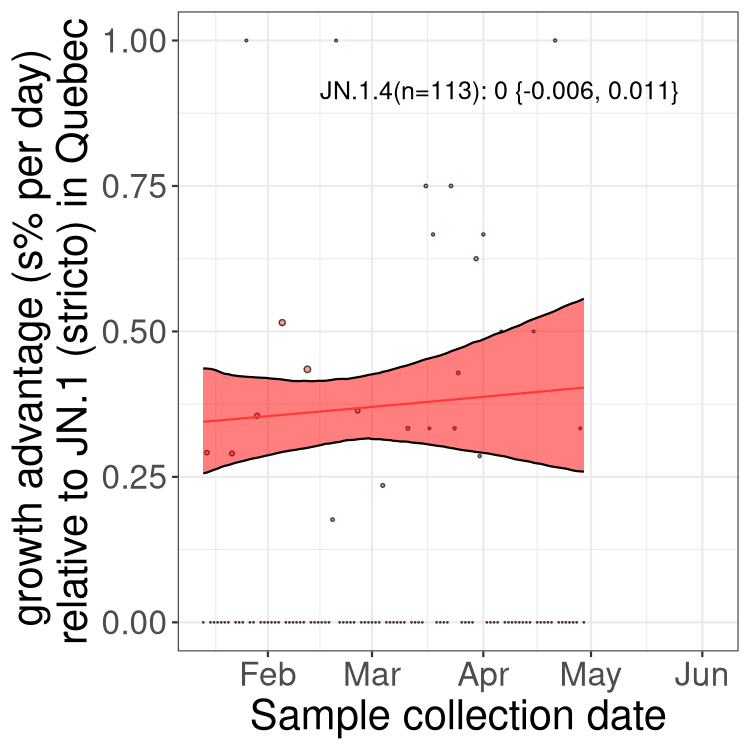 growth advantage (s% per day)
relative to JN.1 (stricto) in Quebec
1.00
0.75
0.50
0.25
0.00
JN.1.4(n=113): 0 {-0.006, 0.011}
Feb Mar Apr May Jun
Sample collection date